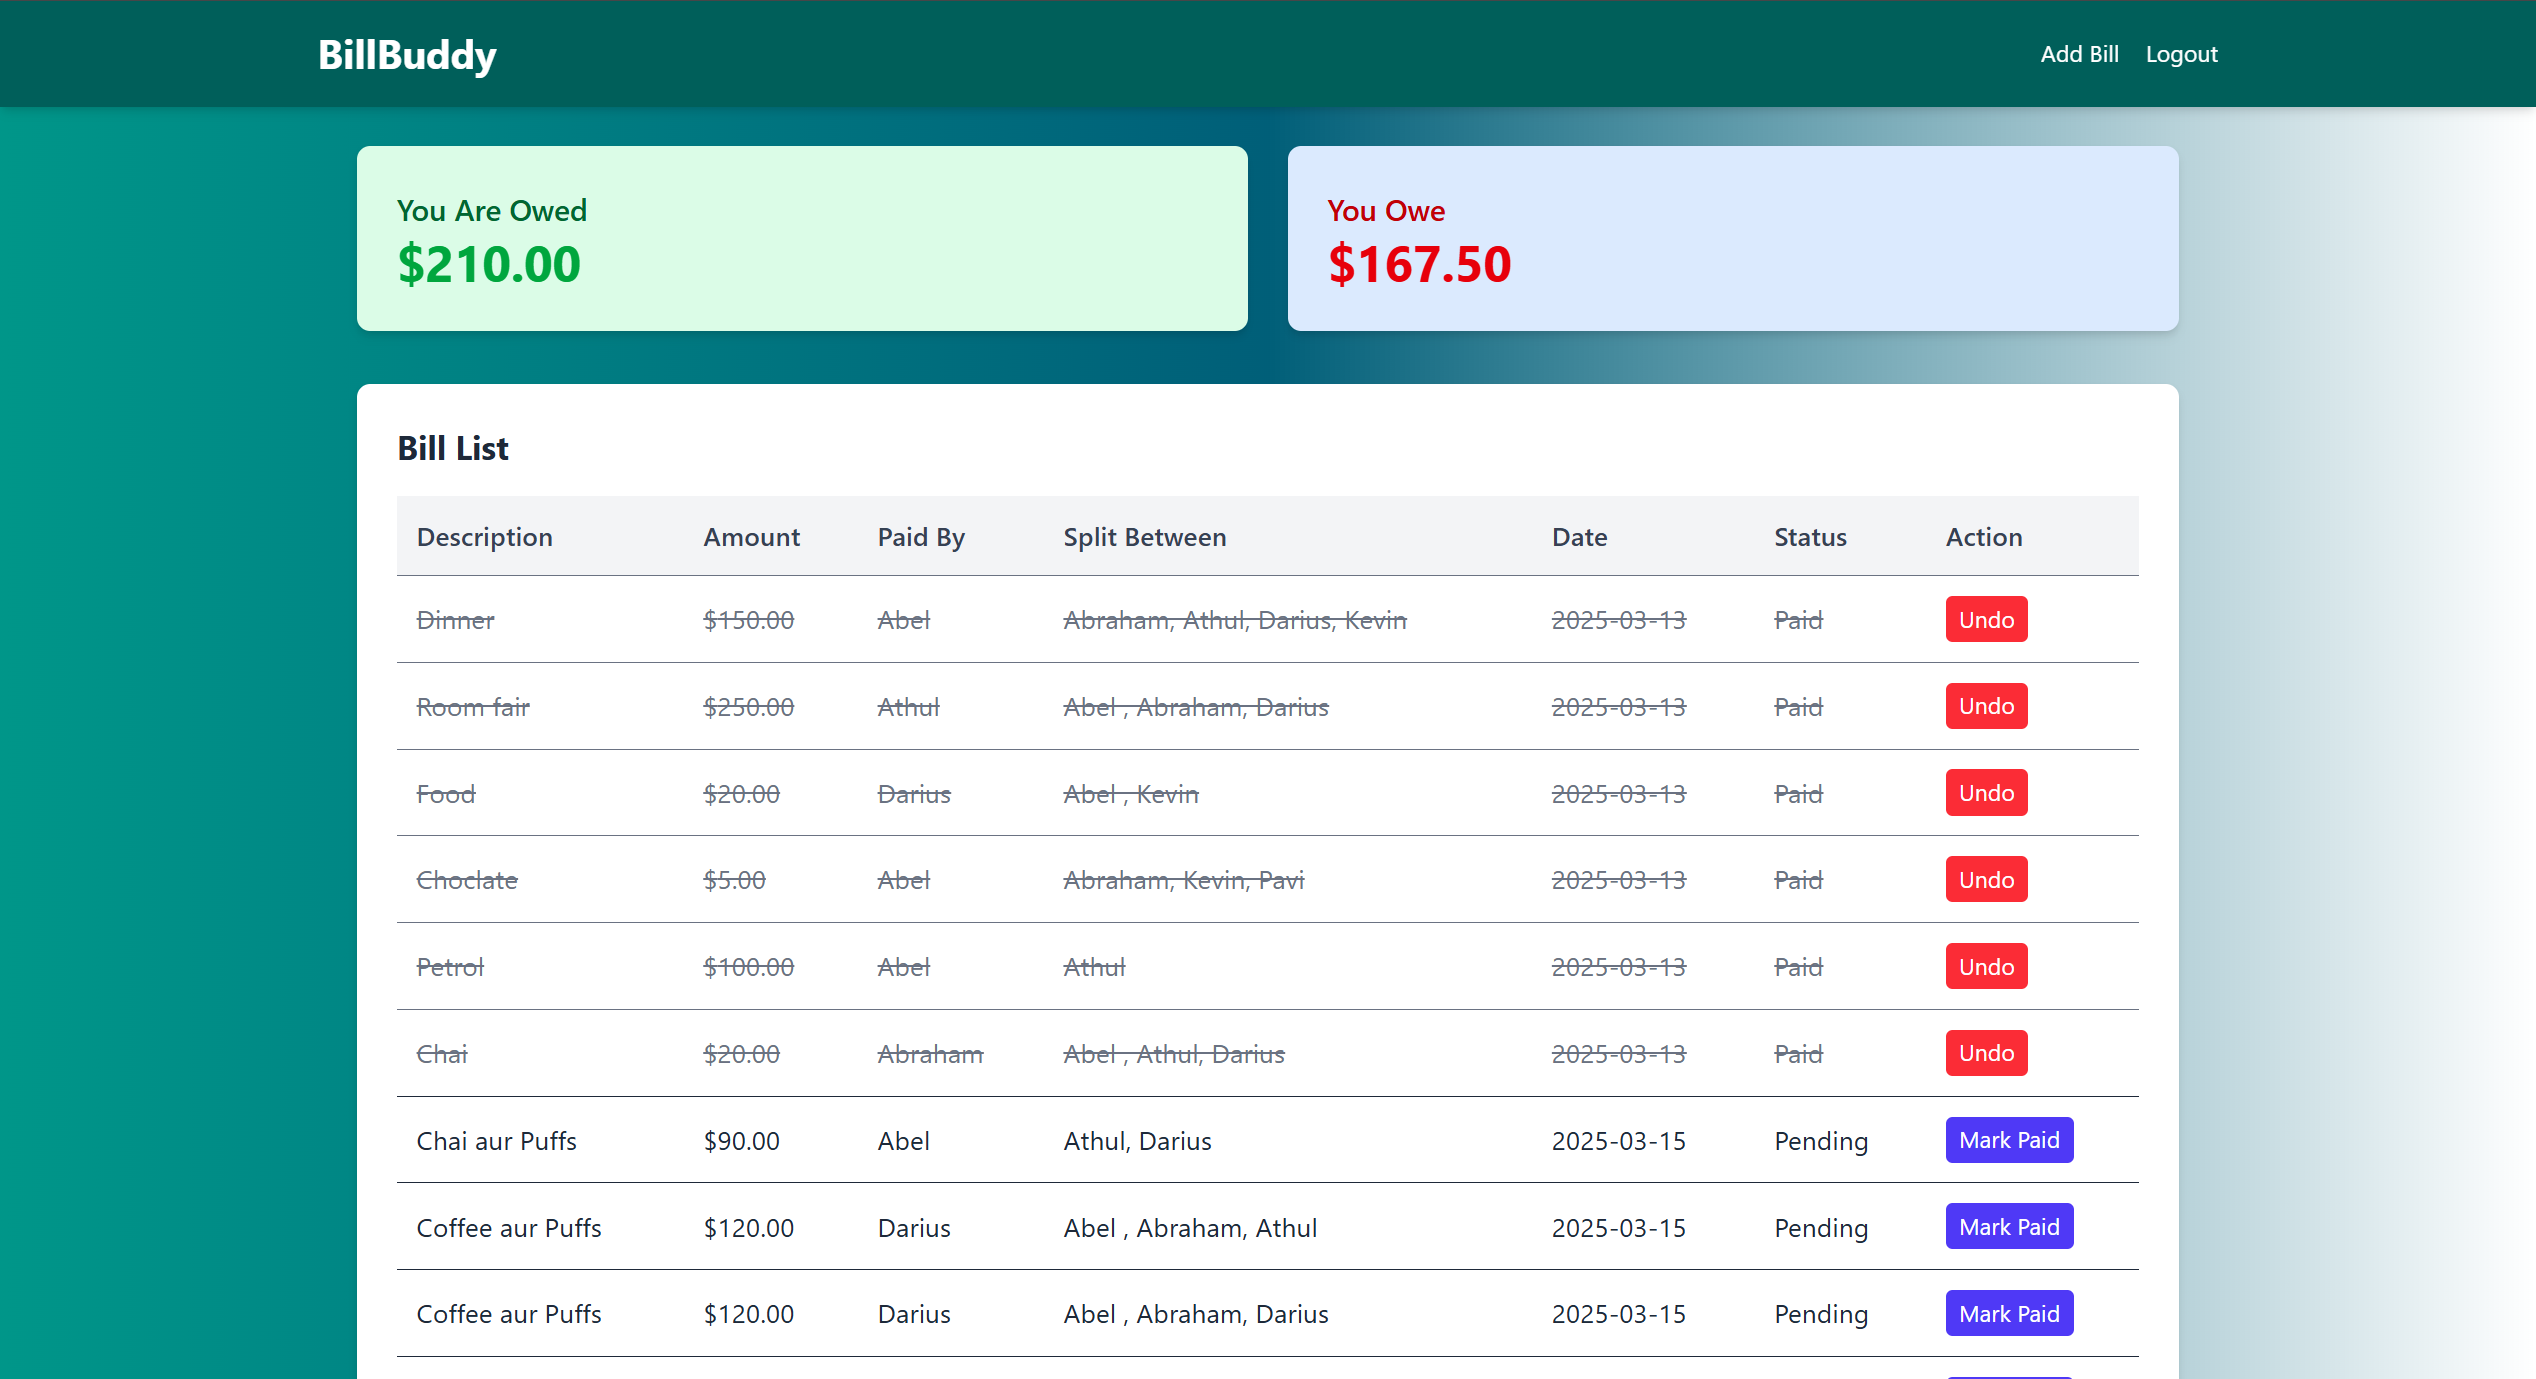 BillBuddy Add Bill Logout
You Are Owed
$210.00
You Owe
$167.50
Bill List
Description Amount Paid By Split Between Date Status Action
Dinner $150.00 Abel Abraham, Athul, Darius, Kevin 2025-03-13 Paid Undo
Room fair $250.00 Athul Abel , Abraham, Darius 2025-03-13 Paid Undo
Food $20.00 Darius Abel , Kevin 2025-03-13 Paid Undo
Choclate $5.00 Abel Abraham, Kevin, Pavi 2025-03-13 Paid Undo
Petrol $100.00 Abel Athul 2025-03-13 Paid Undo
Chai $20.00 Abraham Abel , Athul, Darius 2025-03-13 Paid Undo
Chai aur Puffs $90.00 Abel Athul, Darius 2025-03-15 Pending Mark Paid
Coffee aur Puffs $120.00 Darius Abel , Abraham, Athul 2025-03-15 Pending Mark Paid
Coffee aur Puffs $120.00 Darius Abel , Abraham, Darius 2025-03-15 Pending Mark Paid